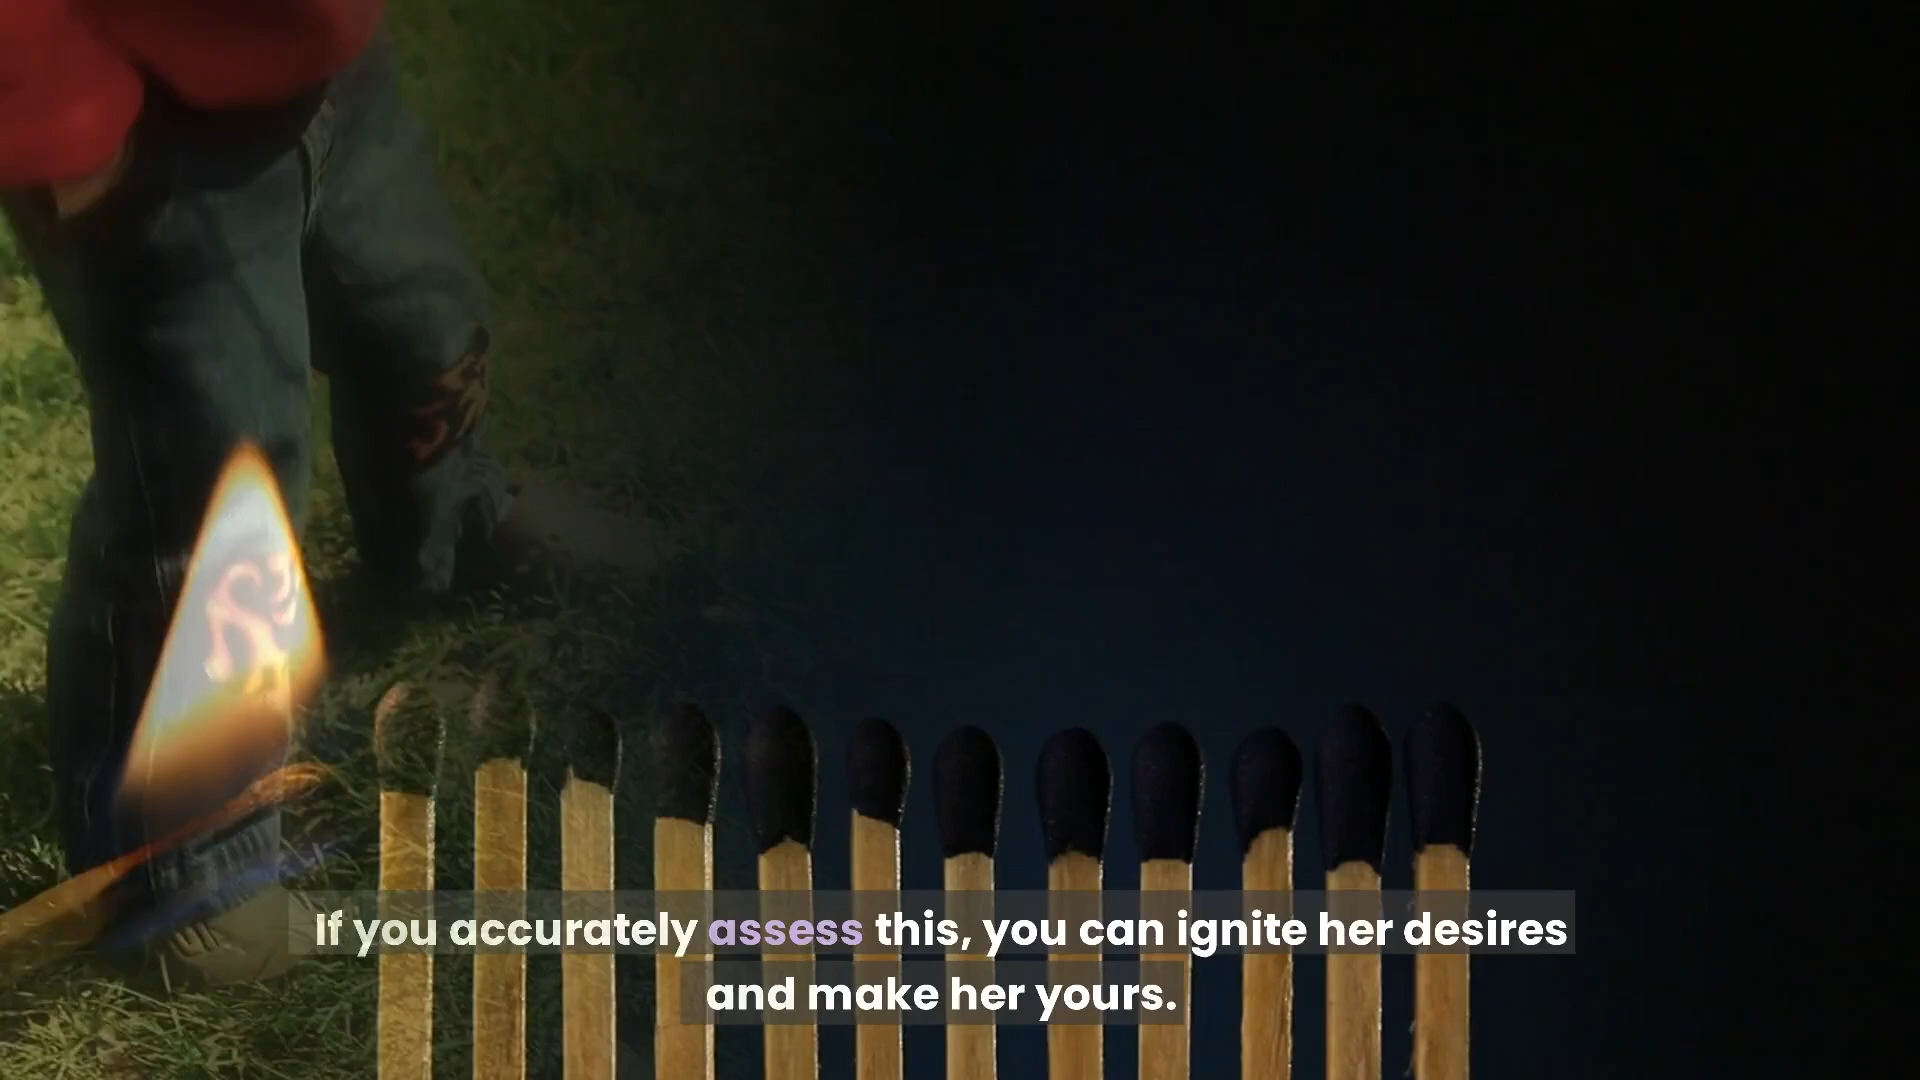 If you accurately assess this, you can ignite her desires
and make her yours.